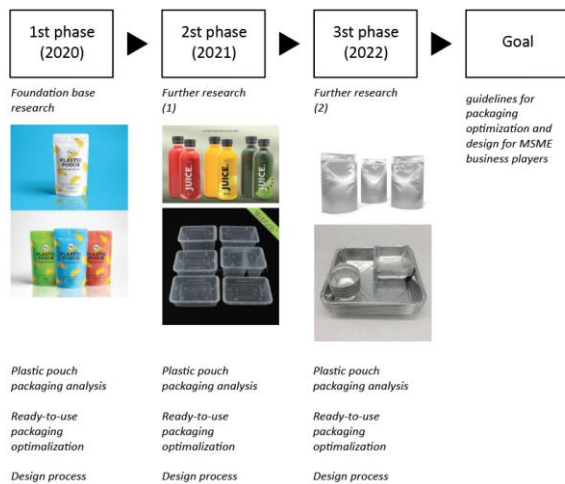 1st phase
(2020)
2st phase
(2021)
3st phase
(2022)
Goal
Foundation base
research
Further research
(1)
Further research
(2)
guidelines for
packaging
optimization and
design for MSME
business players
PLASTIC
POUCH
PLASTIC
POUCH
PLASTIC
POUCH
JUICE.
JUICE.
JUICE.
Plastic pouch
packaging analysis
Ready-to-use
packaging
optimalization
Design process
Plastic pouch
packaging analysis
Ready-to-use
packaging
optimalization
Design process
Plastic pouch
packaging analysis
Ready-to-use
packaging
optimalization
Design process